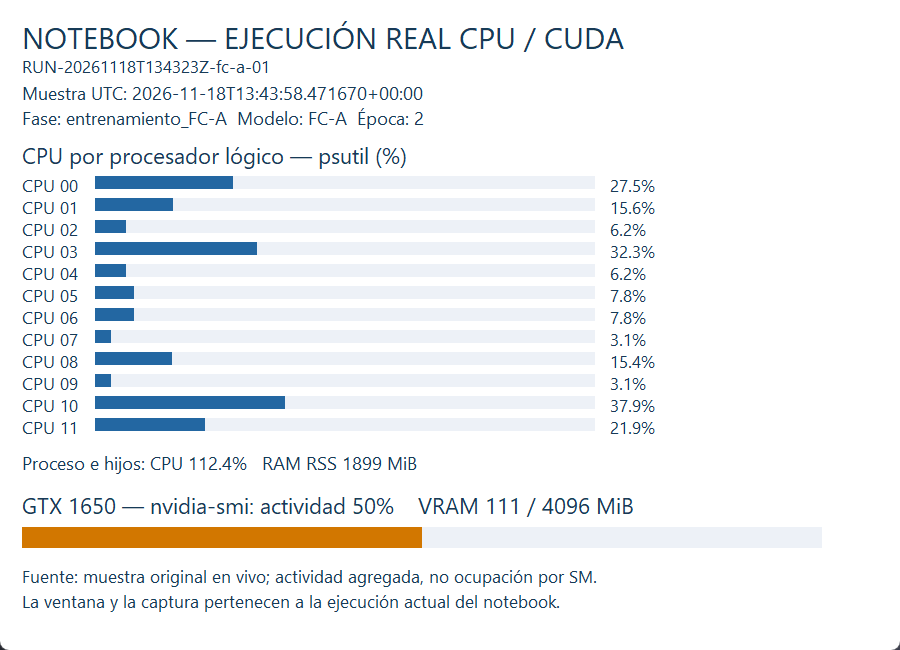 NOTEBOOK — EJECUCIÓN REAL CPU / CUDA
RUN-20261118T134323Z-fc-a-01
Muestra UTC: 2026-11-18T13:43:58.471670+00:00
Fase: entrenamiento_FC-A  Modelo: FC-A  Época: 2
CPU por procesador lógico — psutil (%)
CPU 00 27.5%
CPU 01 15.6%
CPU 02 6.2%
CPU 03 32.3%
CPU 04 6.2%
CPU 05 7.8%
CPU 06 7.8%
CPU 07 3.1%
CPU 08 15.4%
CPU 09 3.1%
CPU 10 37.9%
CPU 11 21.9%
Proceso e hijos: CPU 112.4%   RAM RSS 1899 MiB
GTX 1650 — nvidia-smi: actividad 50%    VRAM 111 / 4096 MiB
Fuente: muestra original en vivo; actividad agregada, no ocupación por SM.
La ventana y la captura pertenecen a la ejecución actual del notebook.